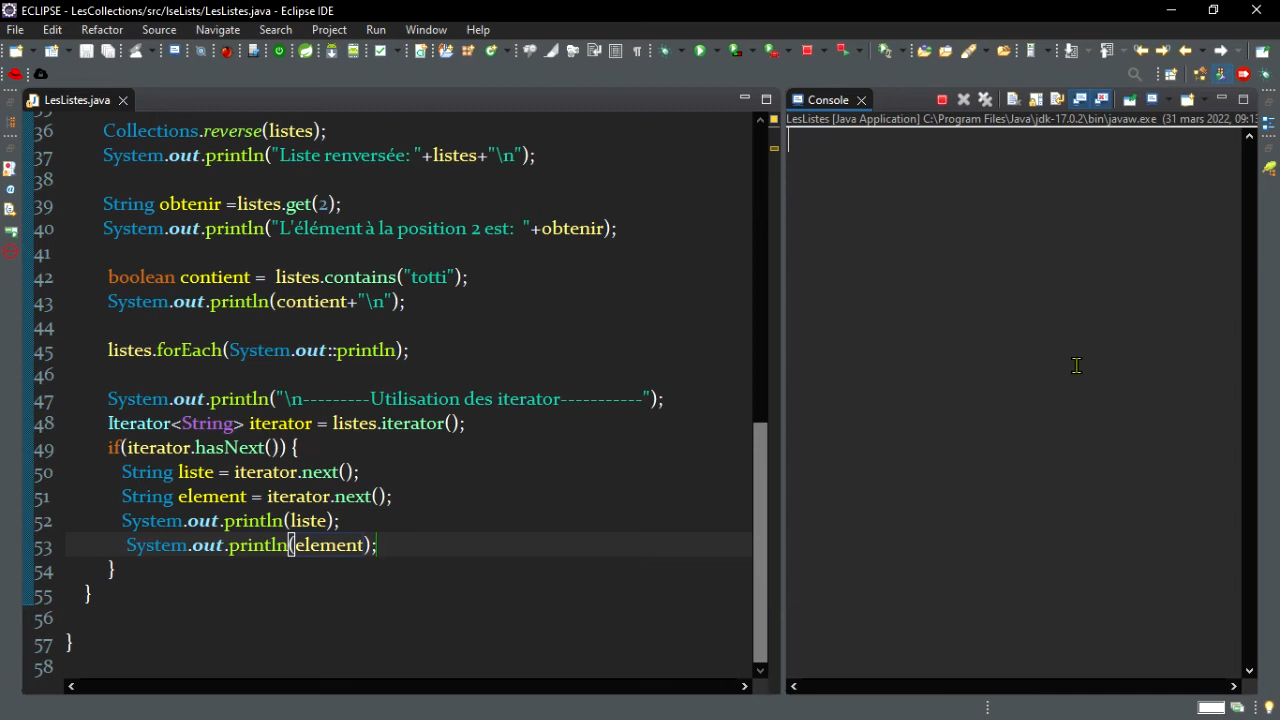 ECLIPSE - LesCollections/src/lseLists/LesListes.java - Eclipse IDE
File Edit Refactor Source Navigate Search Project Run Window Help
LesListes.java
36 Collections.reverse(listes);
37 System.out.println("Liste renversée: "+listes+"\n");
38
39 String obtenir =listes.get(2);
40 System.out.println("L'élément à la position 2 est:  "+obtenir);
41
42 boolean contient =  listes.contains("totti");
43 System.out.println(contient+"\n");
44
45 listes.forEach(System.out::println);
46
47 System.out.println("\n---------Utilisation des iterator-----------");
48 Iterator<String> iterator = listes.iterator();
49 if(iterator.hasNext()) {
50 String liste = iterator.next();
51 String element = iterator.next();
52 System.out.println(liste);
53 System.out.println(element);
54 }
55 }
56
57 }
58
Console
LesListes [Java Application] C:\Program Files\Java\jdk-17.0.2\bin\javaw.exe (31 mars 2022, 09:13